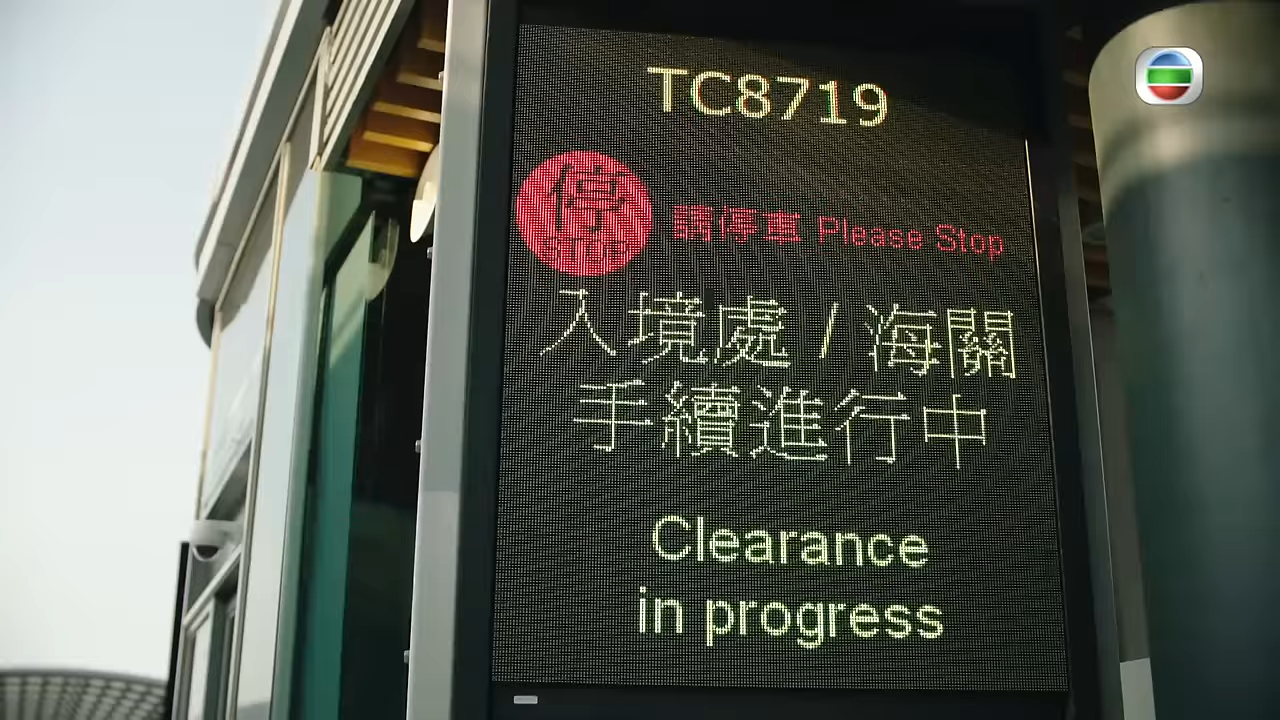 TC8719
停
STOP
請停車 Please Stop
入境處 / 海關
手續進行中
Clearance
in progress